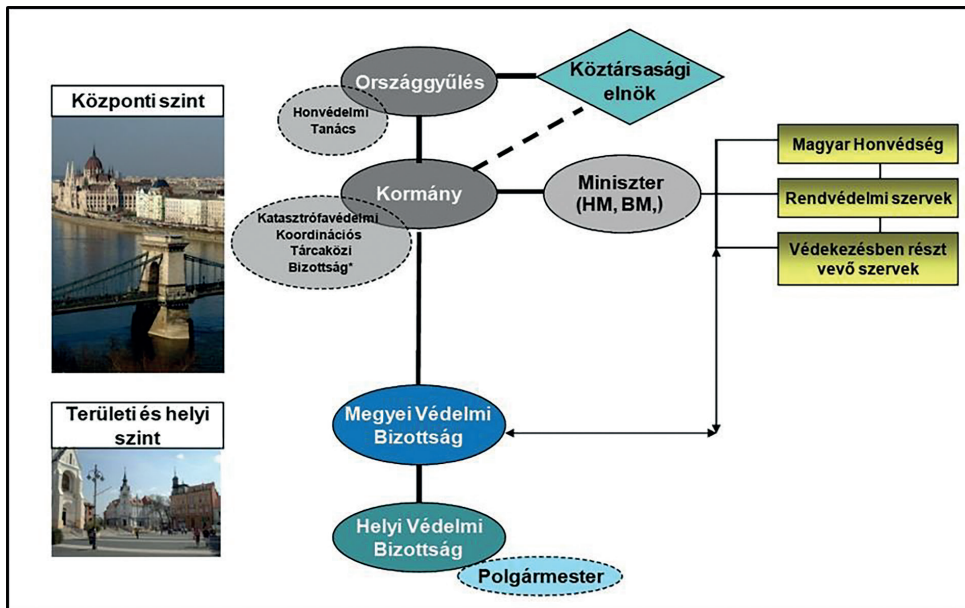 Központi szint
Területi és helyi
szint
Országgyűlés
Köztársasági
elnök
Honvédelmi
Tanács
Kormány
Miniszter
(HM, BM,)
Katasztrófavédelmi
Koordinációs
Tárcaközi
Bizottság*
Magyar Honvédség
Rendvédelmi szervek
Védekezésben részt
vevő szervek
Megyei Védelmi
Bizottság
Helyi Védelmi
Bizottság
Polgármester